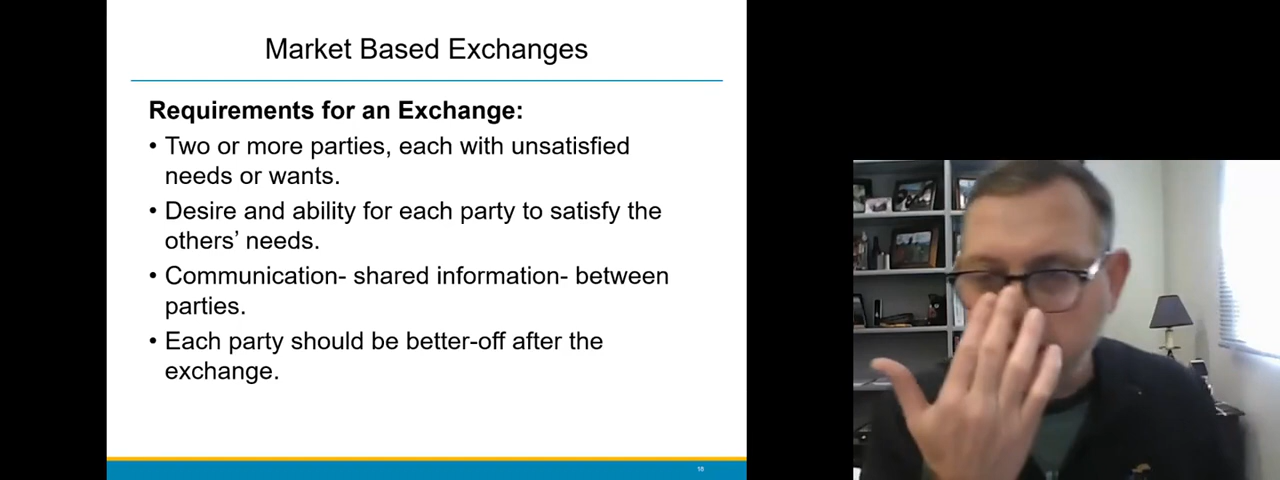 Market Based Exchanges
Requirements for an Exchange:
• Two or more parties, each with unsatisfied
needs or wants.
• Desire and ability for each party to satisfy the
others’ needs.
• Communication- shared information- between
parties.
• Each party should be better-off after the
exchange.
18